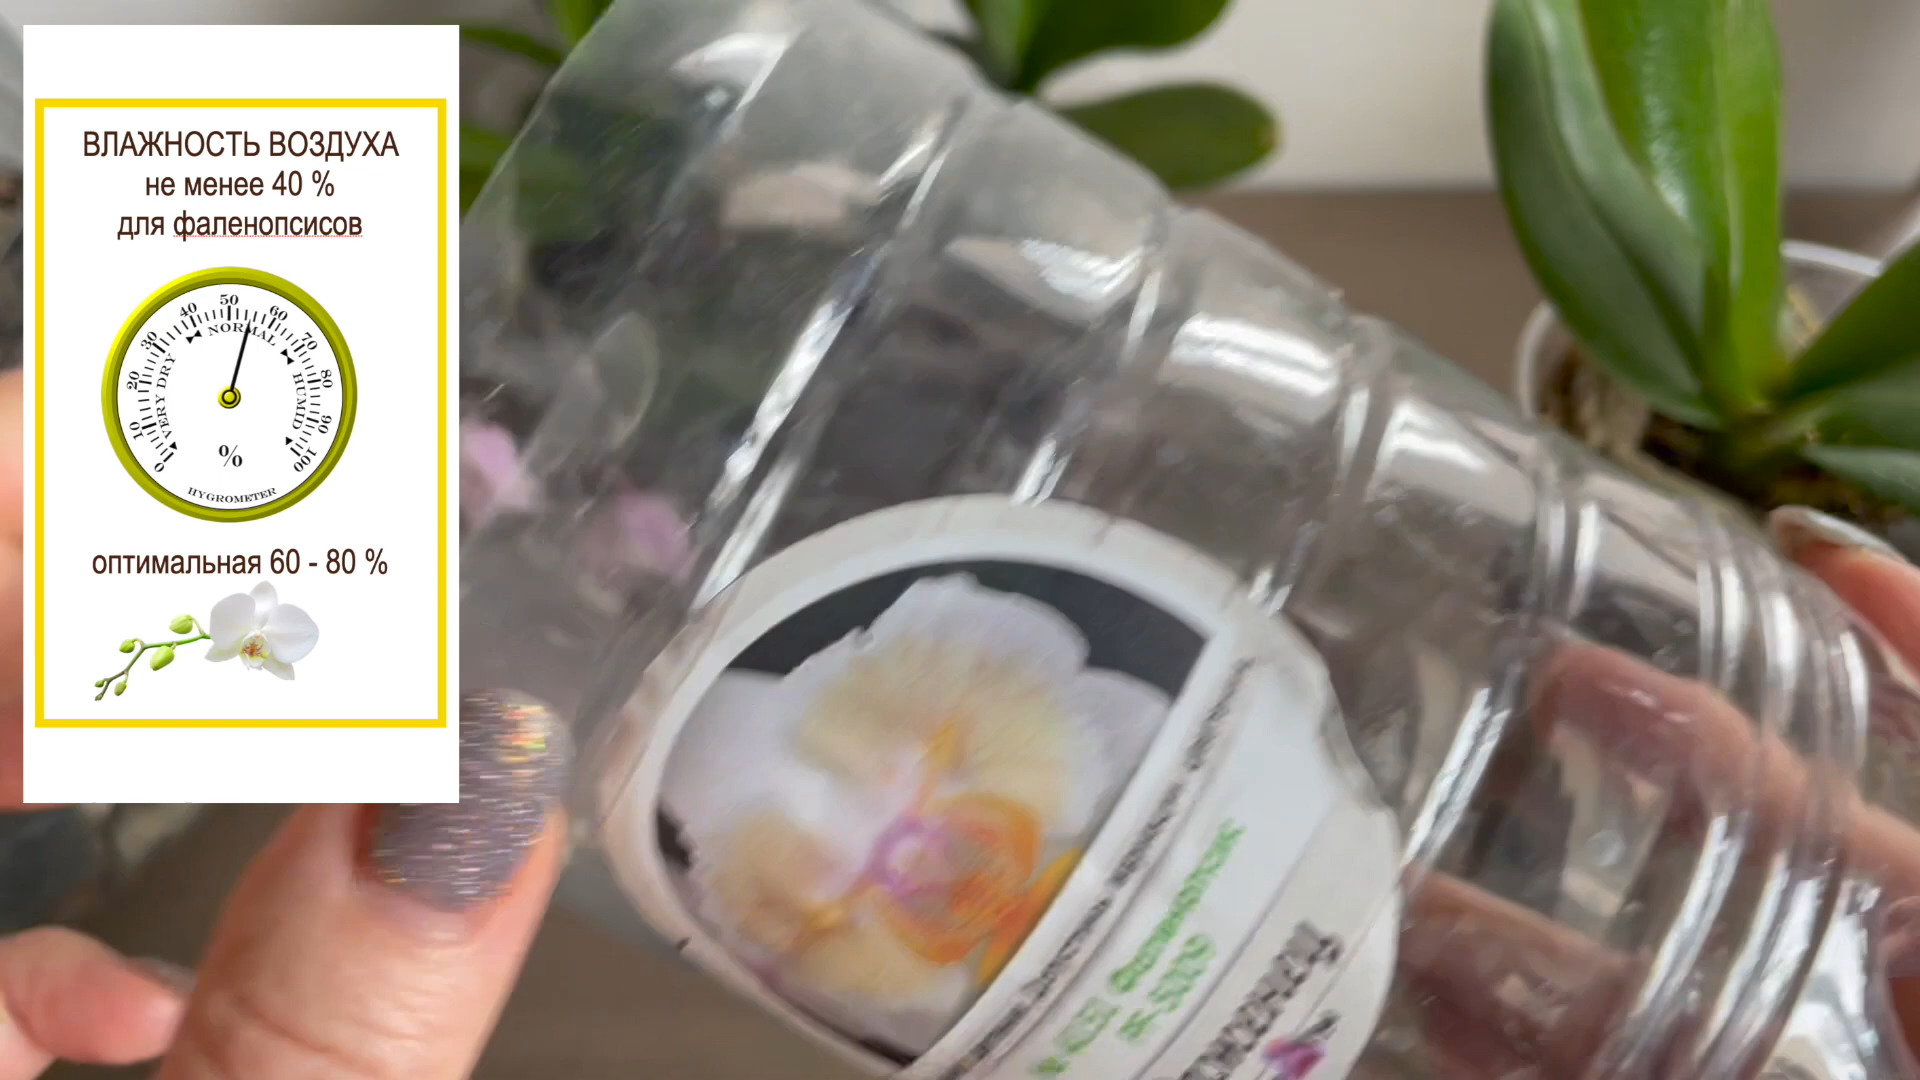 ВЛАЖНОСТЬ ВОЗДУХА
не менее 40 %
для фаленопсисов
0 10 20 30 40 50 60 70 80 90 100
VERY DRY NORMAL HUMID
%
HYGROMETER
оптимальная 60 - 80 %
Фаленопсис